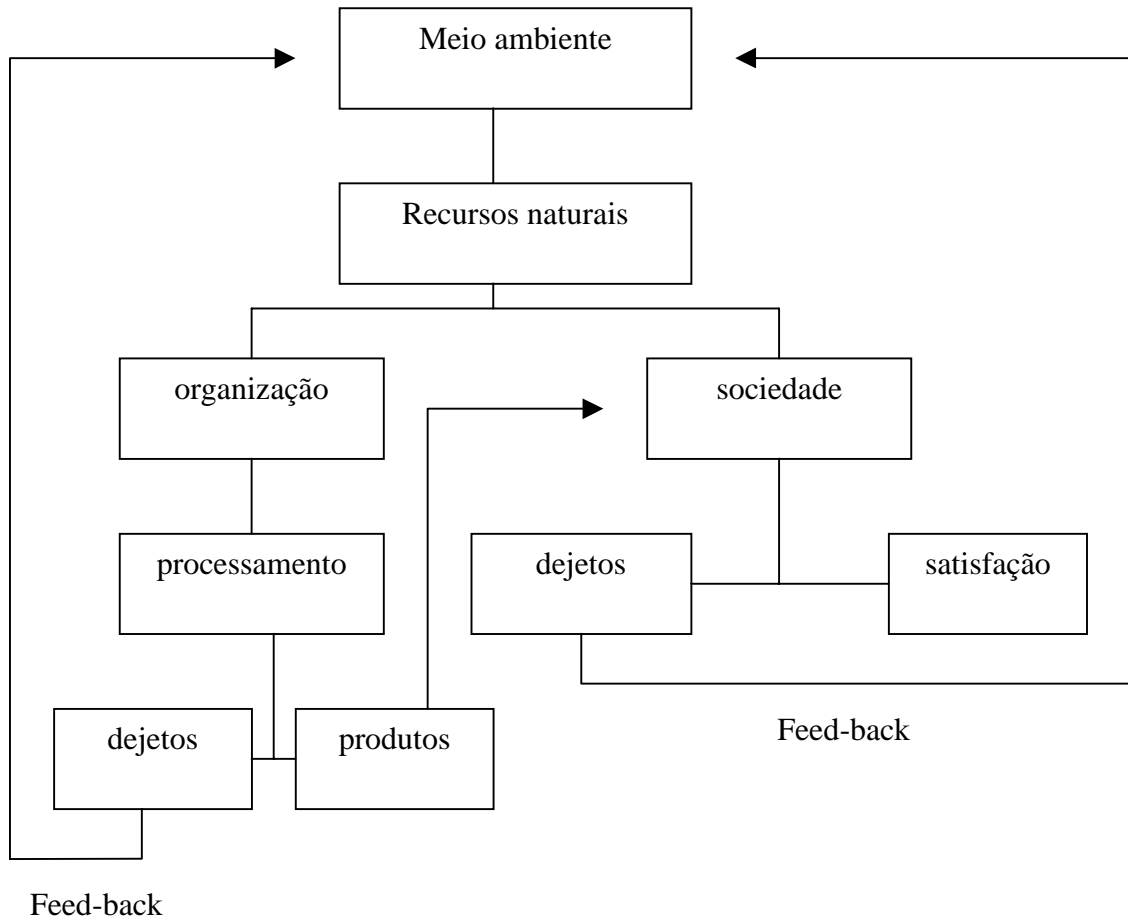 Meio ambiente
Recursos naturais
organização
sociedade
processamento
dejetos
satisfação
dejetos
produtos
Feed-back
Feed-back